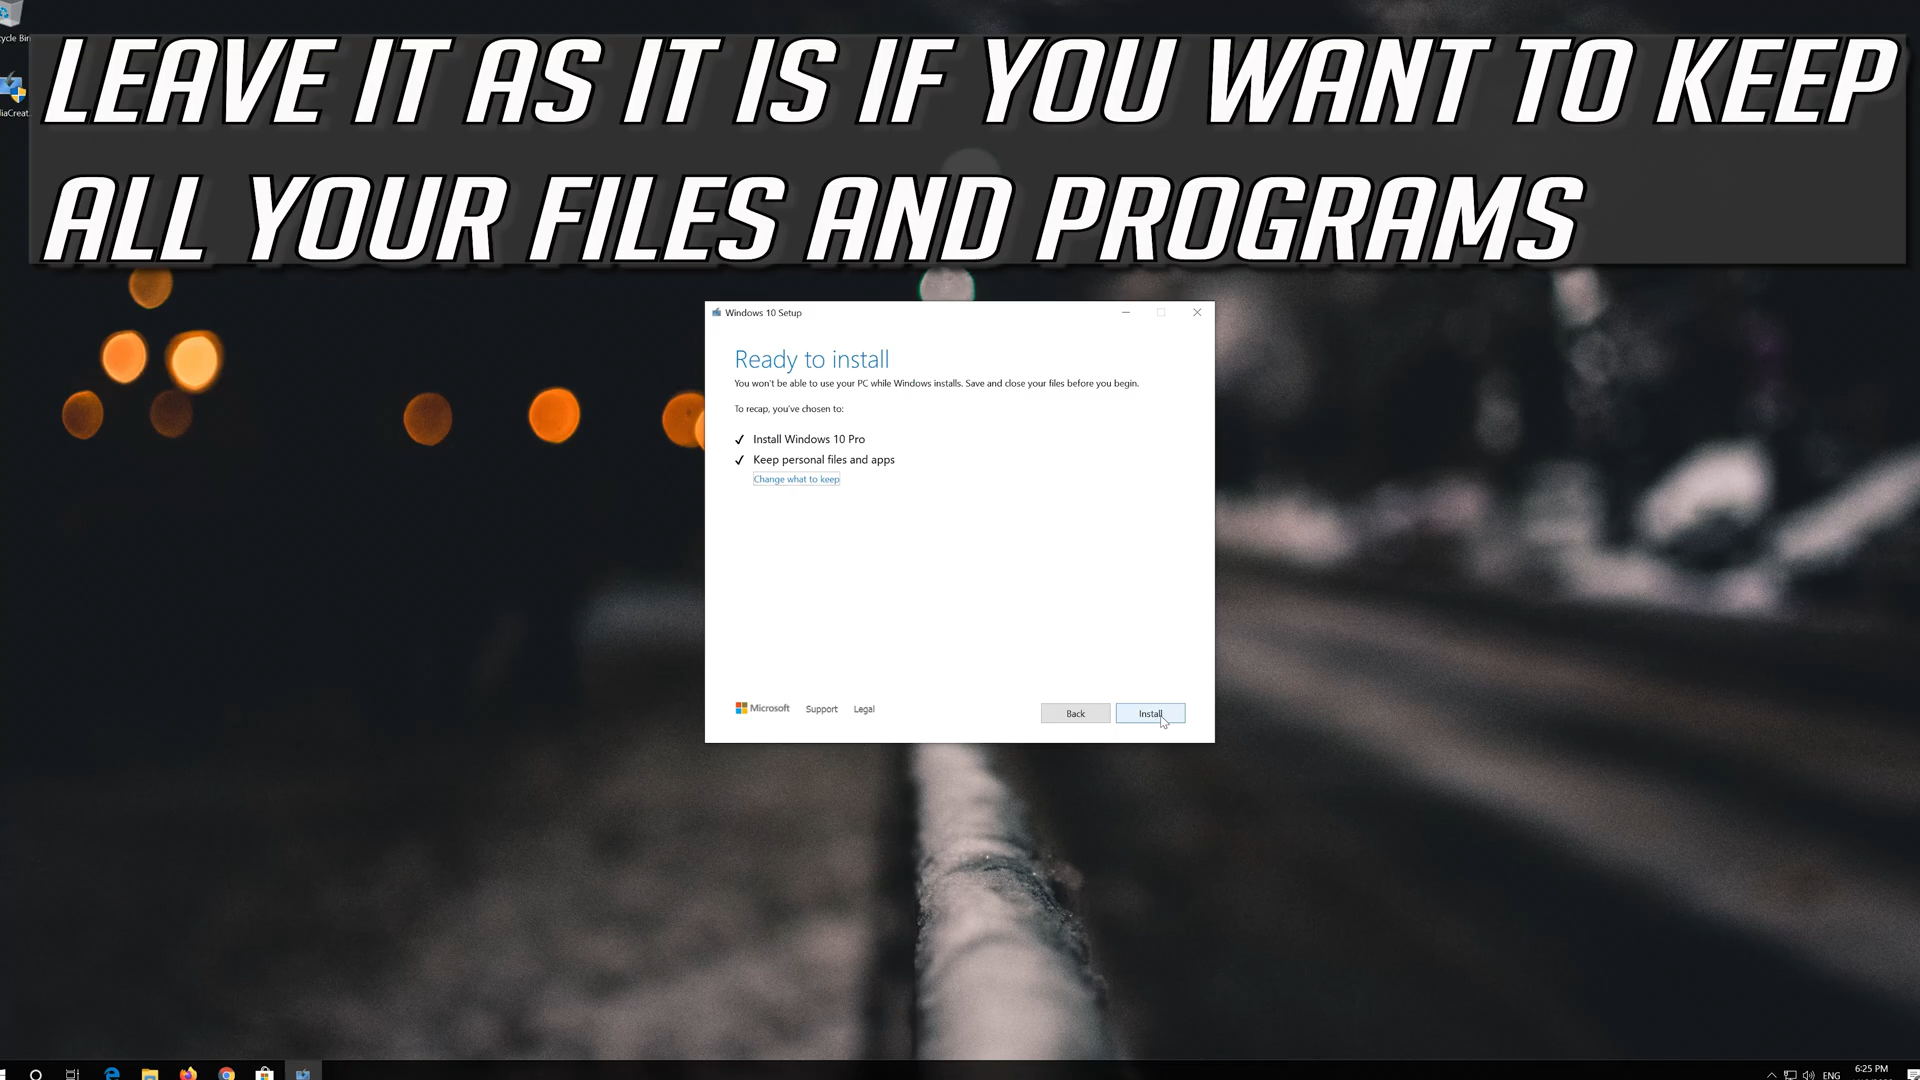 cycle Bin
LEAVE IT AS IT IS IF YOU WANT TO KEEP
ALL YOUR FILES AND PROGRAMS
diaCreat...
Windows 10 Setup
Ready to install
You won't be able to use your PC while Windows installs. Save and close your files before you begin.
To recap, you've chosen to:
Install Windows 10 Pro
Keep personal files and apps
Change what to keep
Microsoft Support Legal
Back Install
ENG
6:25 PM